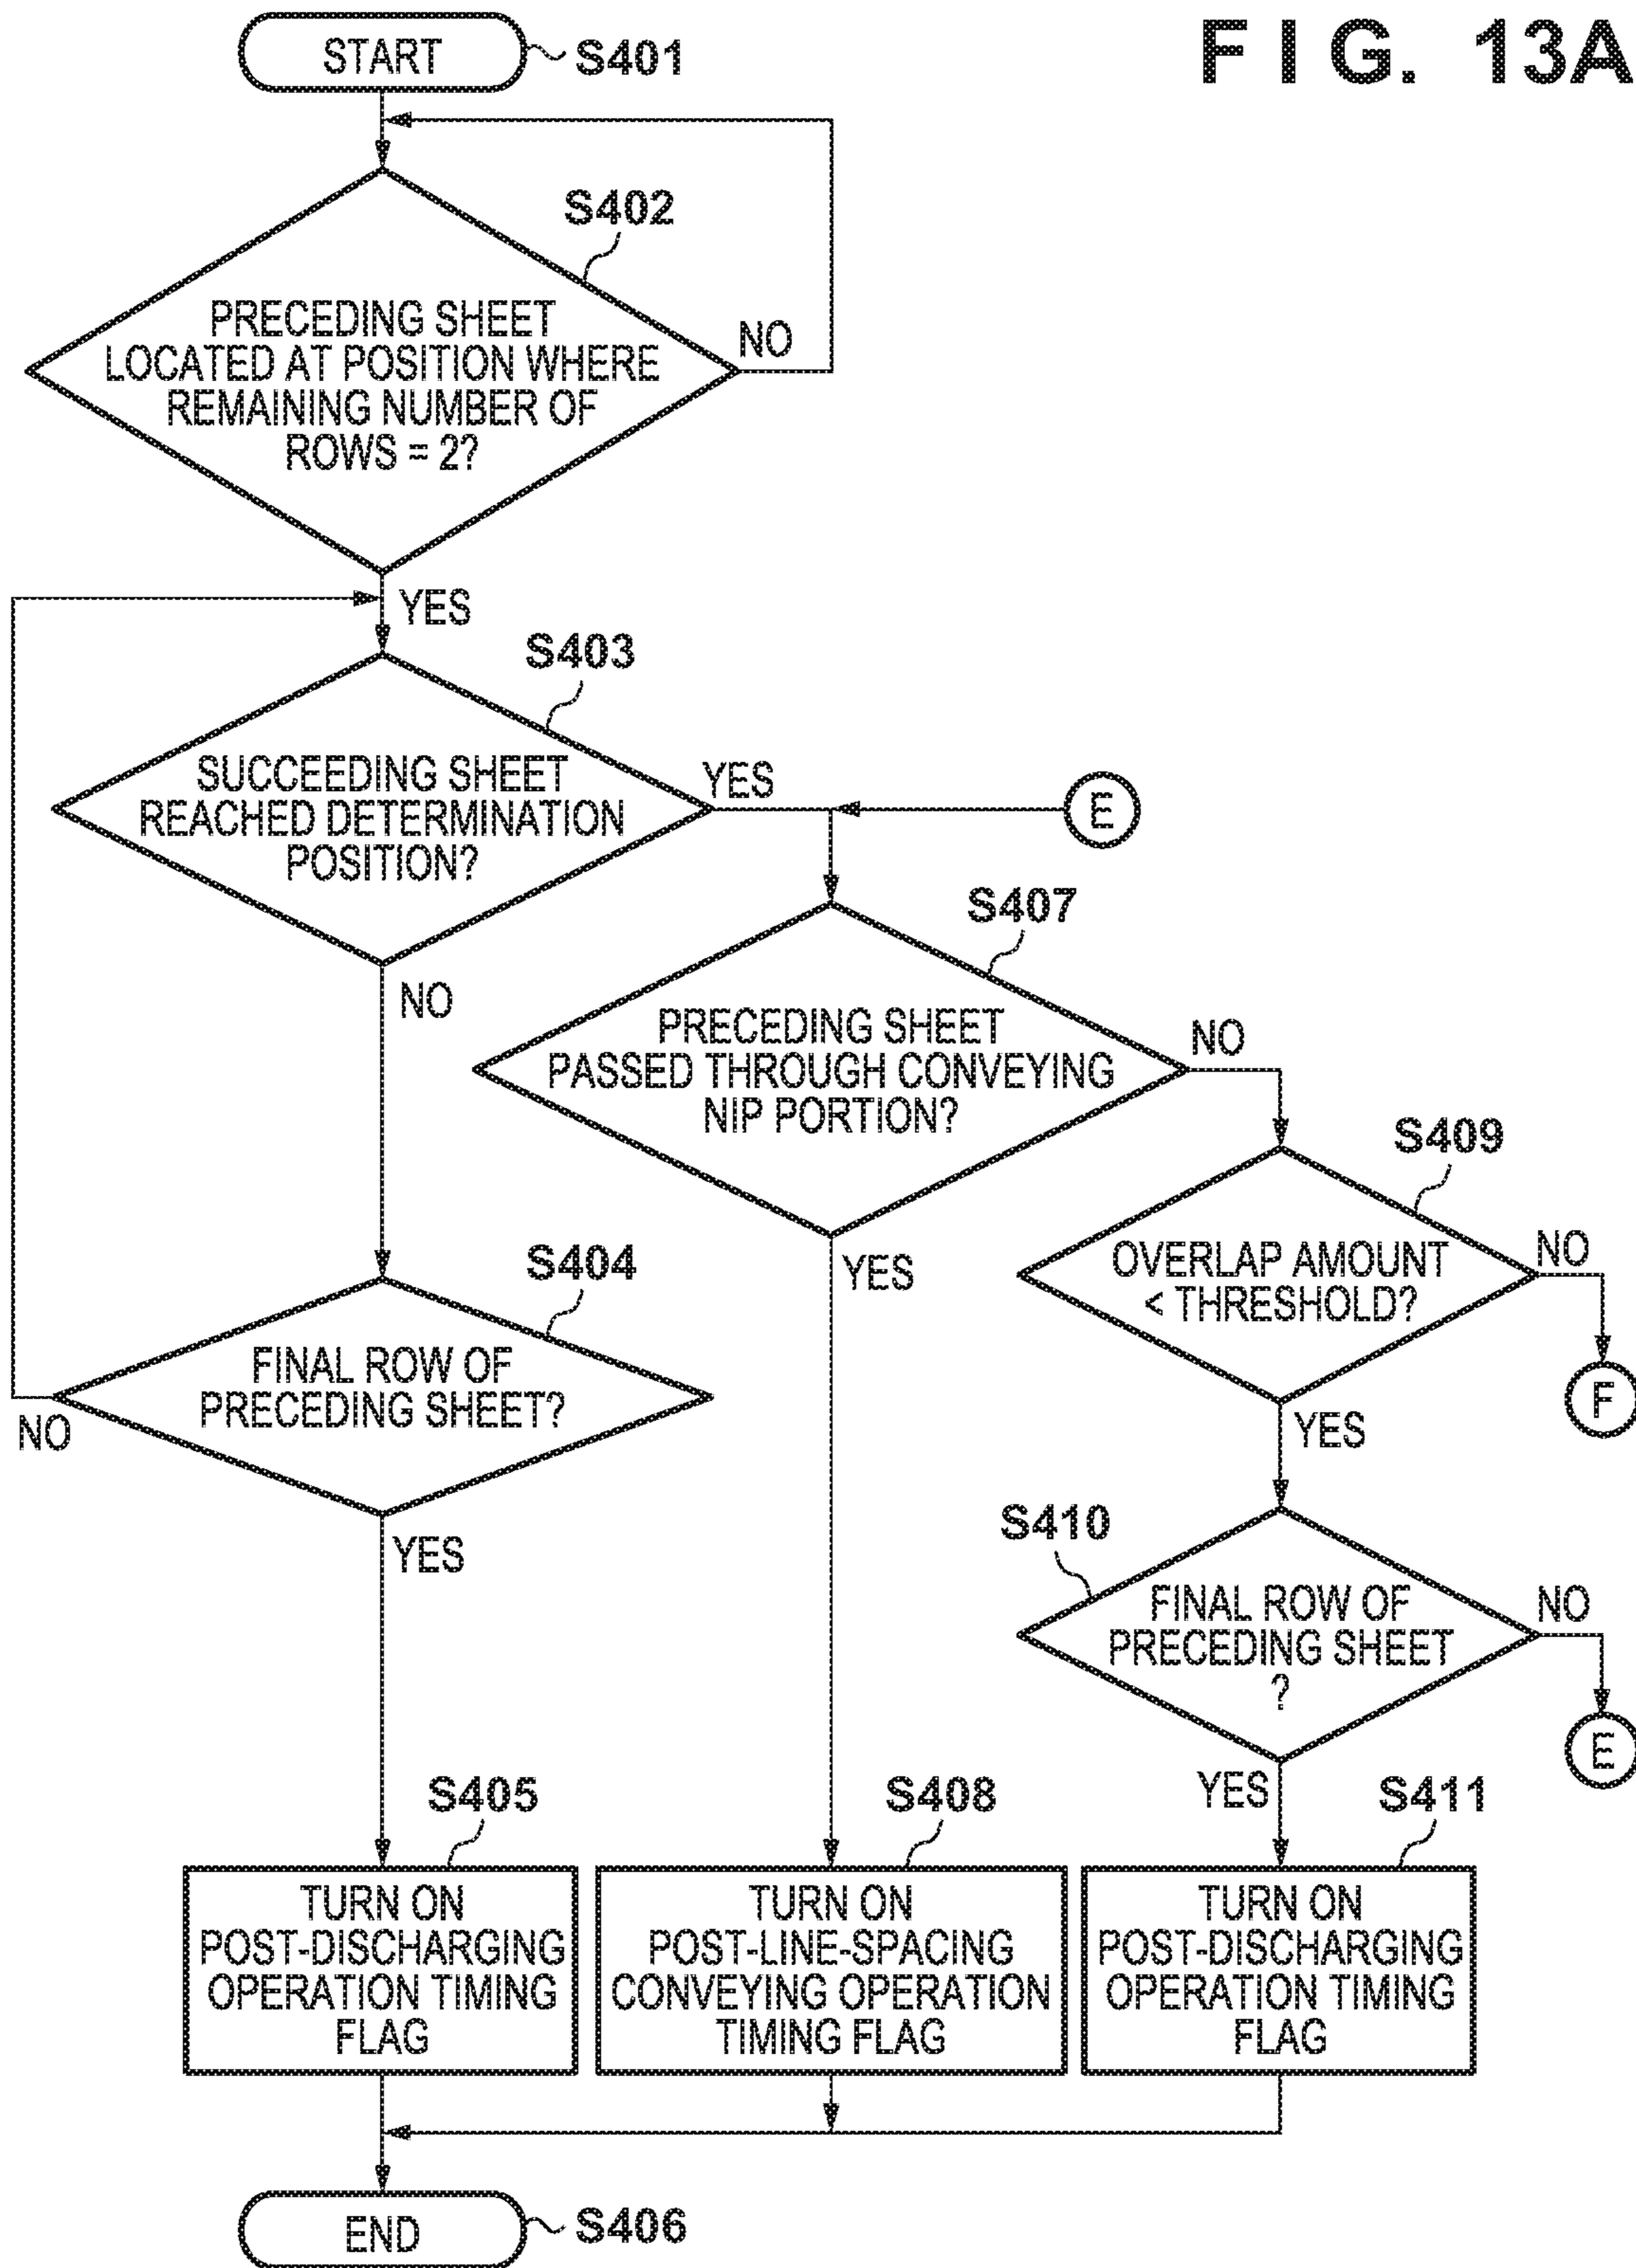 FIG. 13A
START
S401
S402
PRECEDING SHEET
LOCATED AT POSITION WHERE
REMAINING NUMBER OF
ROWS = 2?
NO
YES
S403
SUCCEEDING SHEET
REACHED DETERMINATION
POSITION?
YES
E
NO
S407
PRECEDING SHEET
PASSED THROUGH CONVEYING
NIP PORTION?
NO
YES
S409
OVERLAP AMOUNT
< THRESHOLD?
NO
F
YES
S404
FINAL ROW OF
PRECEDING SHEET?
NO
YES
S410
FINAL ROW OF
PRECEDING SHEET
?
NO
E
YES
S405
TURN ON
POST-DISCHARGING
OPERATION TIMING
FLAG
S408
TURN ON
POST-LINE-SPACING
CONVEYING OPERATION
TIMING FLAG
S411
TURN ON
POST-DISCHARGING
OPERATION TIMING
FLAG
END
S406